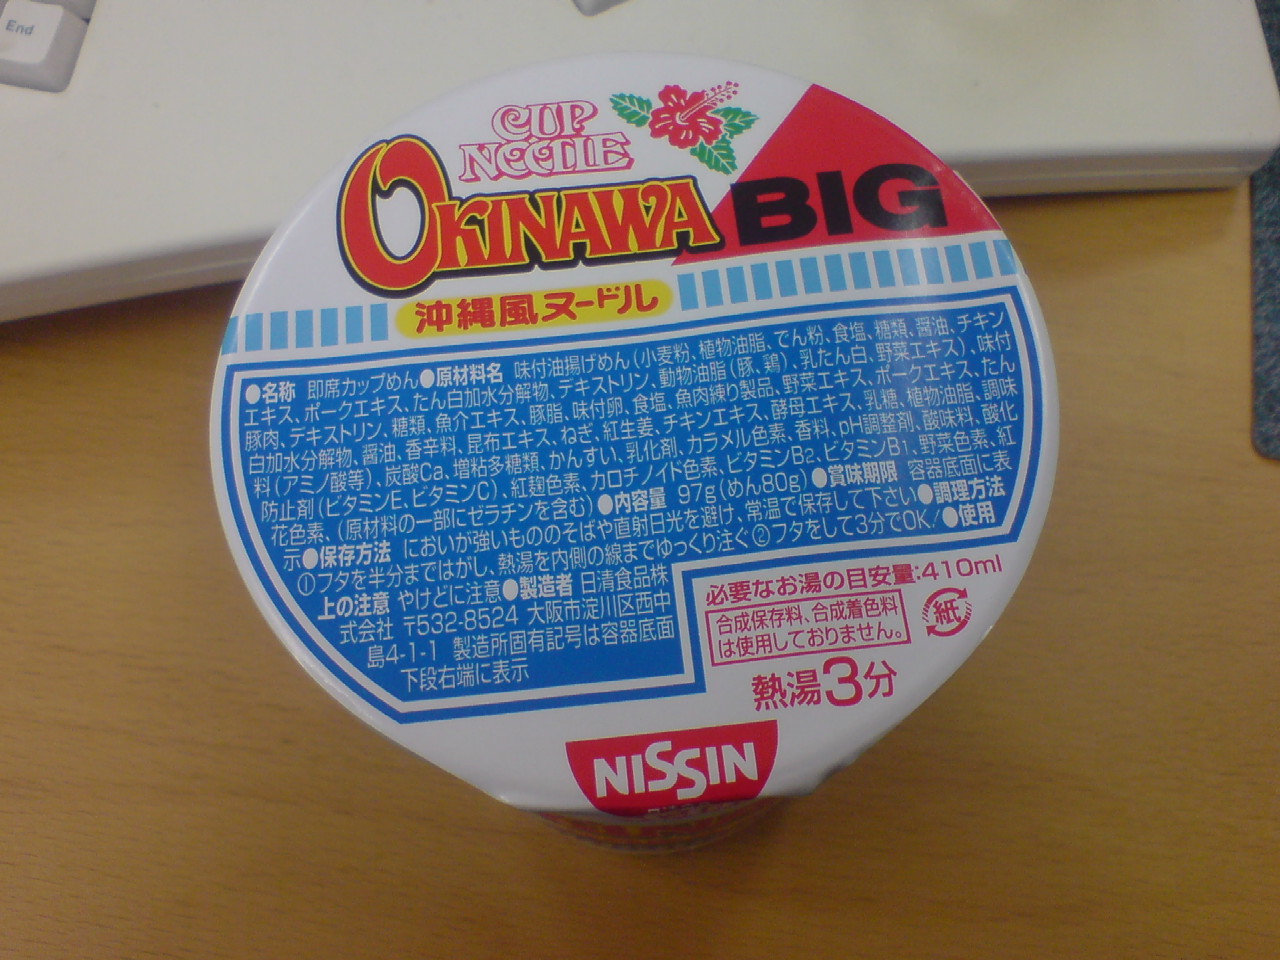 End
CUP
NOODLE
OKINAWA BIG
沖縄風ヌードル
●名称 即席カップめん●原材料名 味付油揚げめん(小麦粉、植物油脂、でん粉、食塩、糖類、醤油、チキン
エキス、ポークエキス、たん白加水分解物、デキストリン、動物油脂(豚、鶏)、乳たん白、野菜エキス)、味付
豚肉、デキストリン、糖類、魚介エキス、豚脂、味付卵、食塩、魚肉練り製品、野菜エキス、ポークエキス、たん
白加水分解物、醤油、香辛料、昆布エキス、ねぎ、紅生姜、チキンエキス、酵母エキス、乳糖、植物油脂、調味
料(アミノ酸等)、炭酸Ca、増粘多糖類、かんすい、乳化剤、カラメル色素、香料、pH調整剤、酸味料、酸化
防止剤(ビタミンE、ビタミンC)、紅麹色素、カロチノイド色素、ビタミンB2、ビタミンB1、野菜色素、紅
花色素、(原材料の一部にゼラチンを含む)●内容量 97g(めん80g)●賞味期限 容器底面に表
示●保存方法 においが強いもののそばや直射日光を避け、常温で保存して下さい●調理方法
①フタを半分まではがし、熱湯を内側の線までゆっくり注ぐ②フタをして3分でOK!●使用
上の注意 やけどに注意●製造者 日清食品株
式会社 〒532-8524 大阪市淀川区西中
島4-1-1 製造所固有記号は容器底面
下段右端に表示
必要なお湯の目安量:410ml
合成保存料、合成着色料
は使用しておりません。
紙
熱湯3分
NISSIN